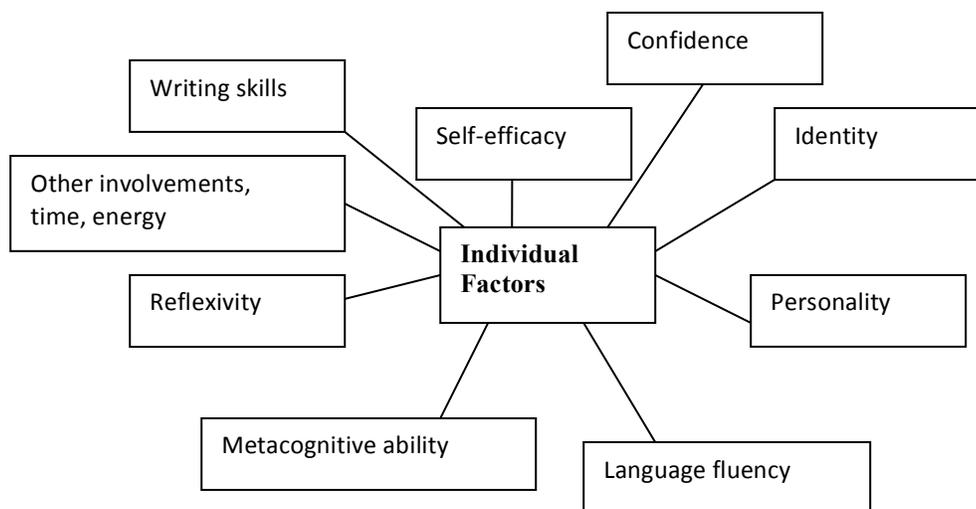 Confidence
Writing skills
Self-efficacy
Identity
Other involvements,
time, energy
Individual
Factors
Reflexivity
Personality
Metacognitive ability
Language fluency